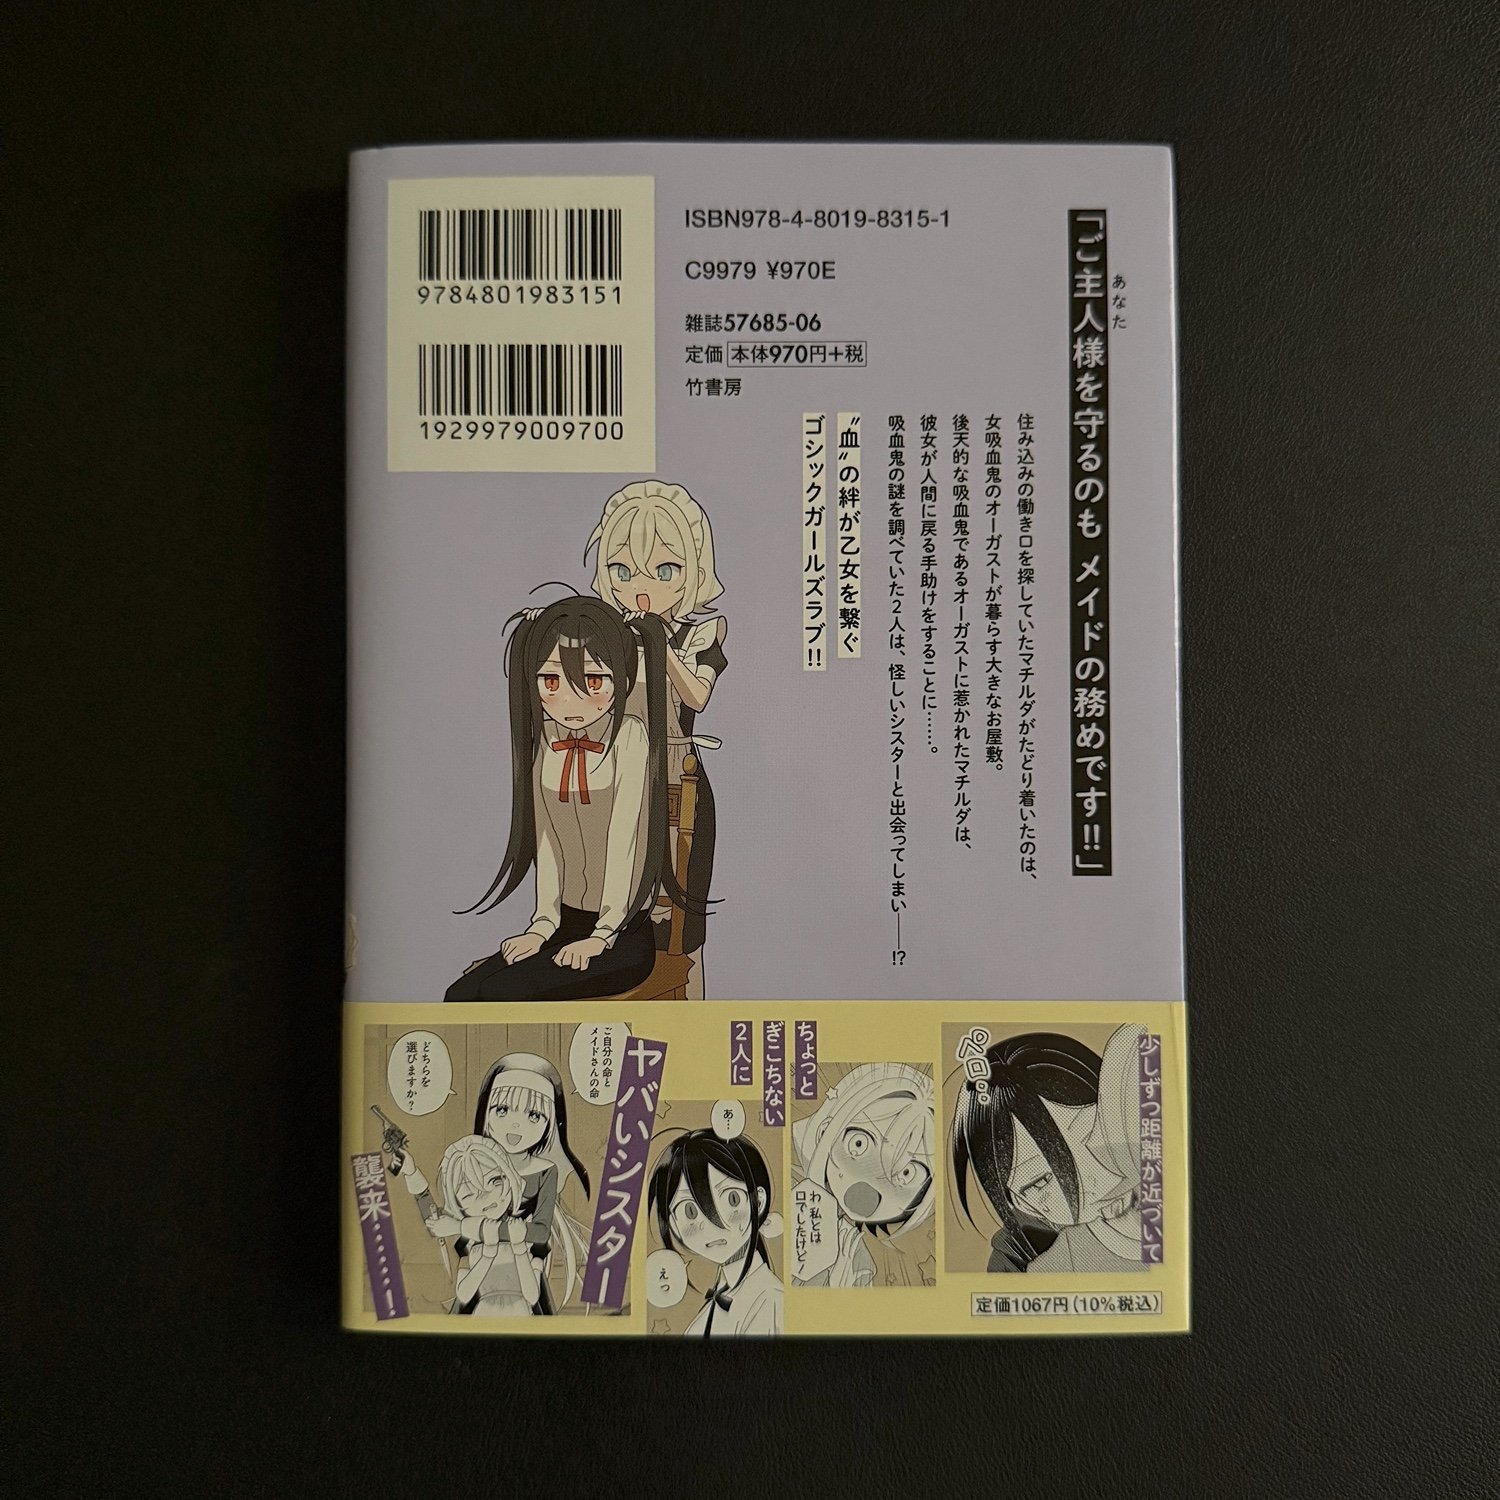 9784801983151
1929979009700
ISBN978-4-8019-8315-1
C9979 ¥970E
雑誌57685-06
定価 本体970円+税
竹書房
「ご主人様を守るのも メイドの務めです!!」
あなた
住み込みの働き口を探していたマチルダがたどり着いたのは、
女吸血鬼のオーガストが暮らす大きなお屋敷。
後天的な吸血鬼であるオーガストに惹かれたマチルダは、
彼女が人間に戻る手助けをすることに……。
吸血鬼の謎を調べていた2人は、怪しいシスターと出会ってしまい――!?
〝血〟の絆が乙女を繋ぐ
ゴシックガールズラブ!!
少しずつ距離が近づいて
ペロ…
ちょっと
ぎこちない
2人に
わ 私とは
口でしたけど!
あ…
えっ
ヤバいシスター
襲来………!
ご自分の命と
メイドさんの命
どちらを
選びますか?
定価1067円(10%税込)